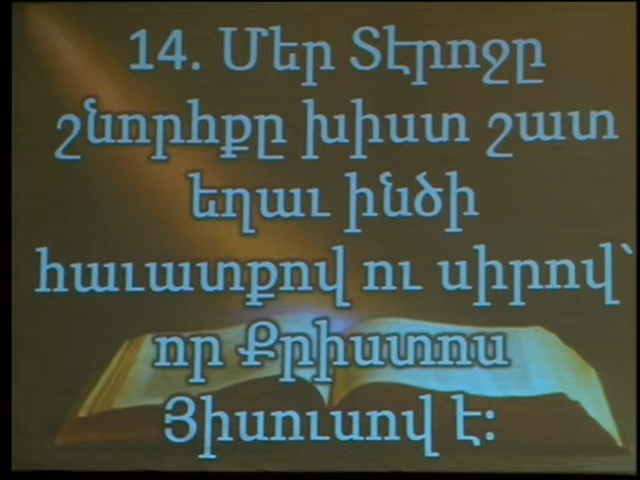 14. Մեր Տէրոջը
շնորհքը խիստ շատ
եղաւ ինծի
հաւատքով ու սիրով՝
որ Քրիստոս
Յիսուսով է: